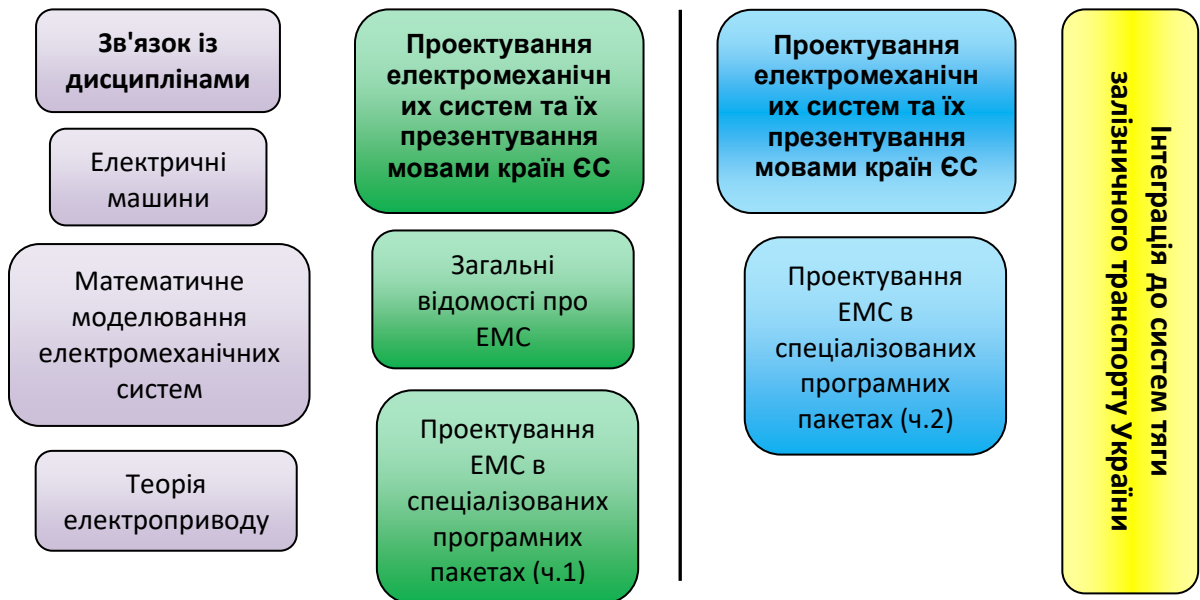 Зв'язок із
дисциплінами
Електричні
машини
Математичне
моделювання
електромеханічних
систем
Теорія
електроприводу
Проектування
електромеханічн
их систем та їх
презентування
мовами країн ЄС
Загальні
відомості про
ЕМС
Проектування
ЕМС в
спеціалізованих
програмних
пакетах (ч.1)
Проектування
електромеханічн
их систем та їх
презентування
мовами країн ЄС
Проектування
ЕМС в
спеціалізованих
програмних
пакетах (ч.2)
Інтеграція до систем тяги
залізничного транспорту України